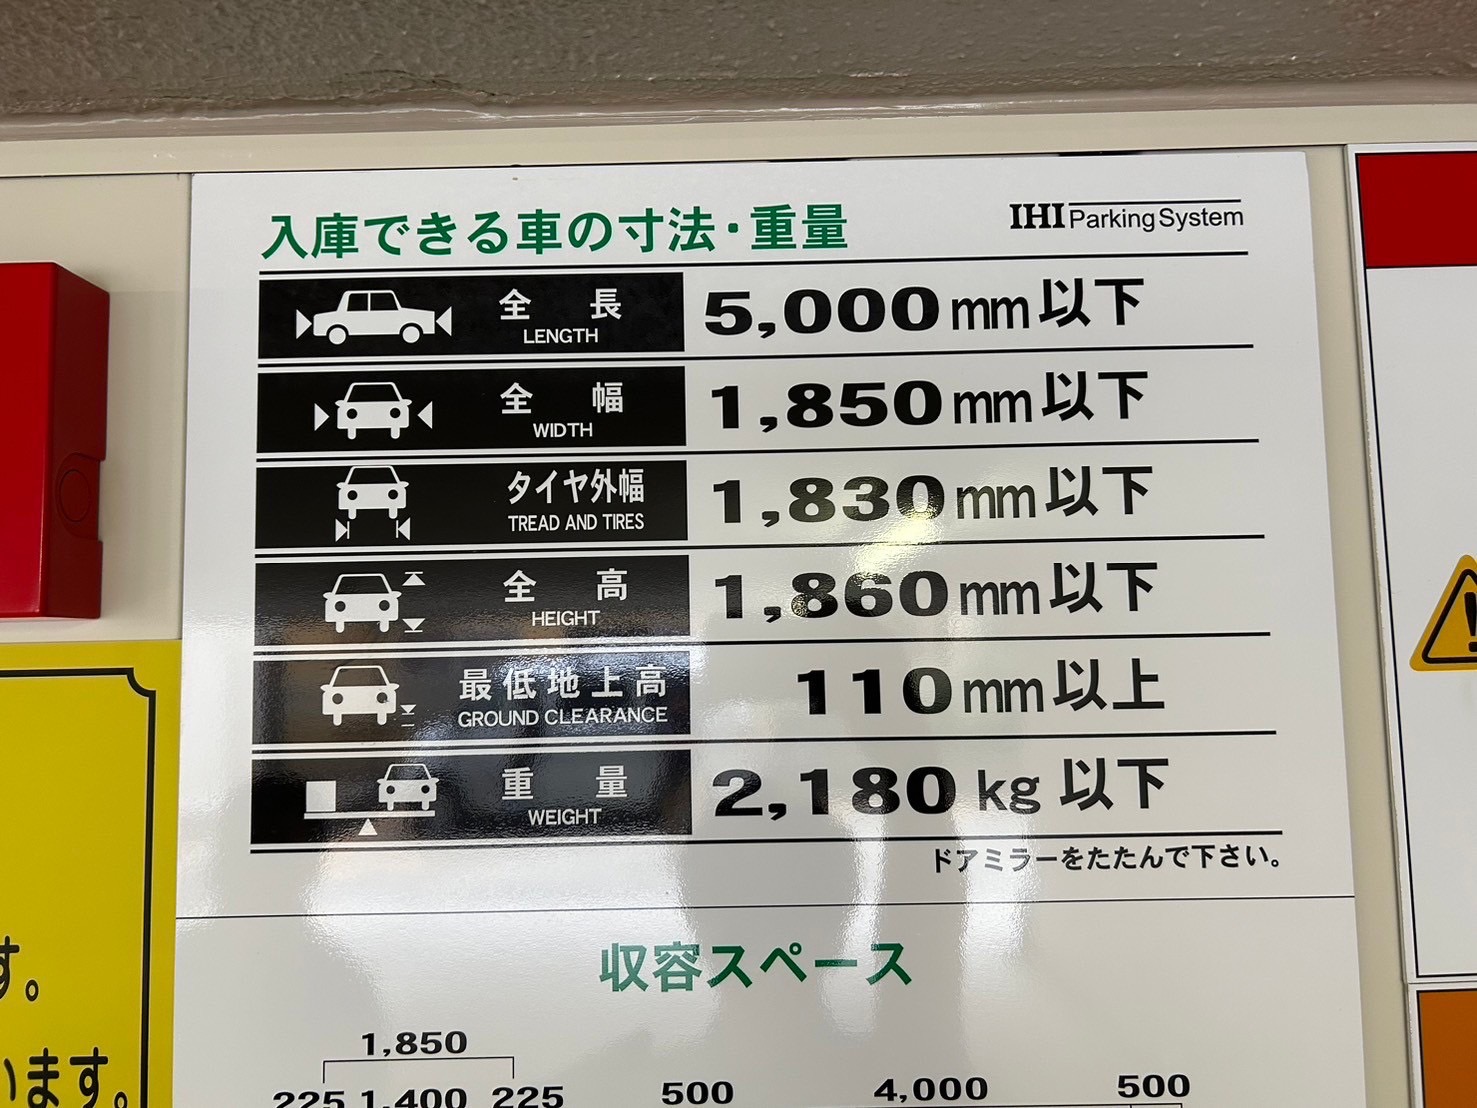 入庫できる車の寸法・重量
IHI Parking System
全長 5,000mm以下
LENGTH
全幅 1,850mm以下
WIDTH
タイヤ外幅 1,830mm以下
TREAD AND TIRES
全高 1,860mm以下
HEIGHT
最低地上高 110mm以上
GROUND CLEARANCE
重量 2,180kg以下
WEIGHT
ドアミラーをたたんで下さい。
収容スペース
1,850
225 1,400 225 500 4,000 500
す。
います。